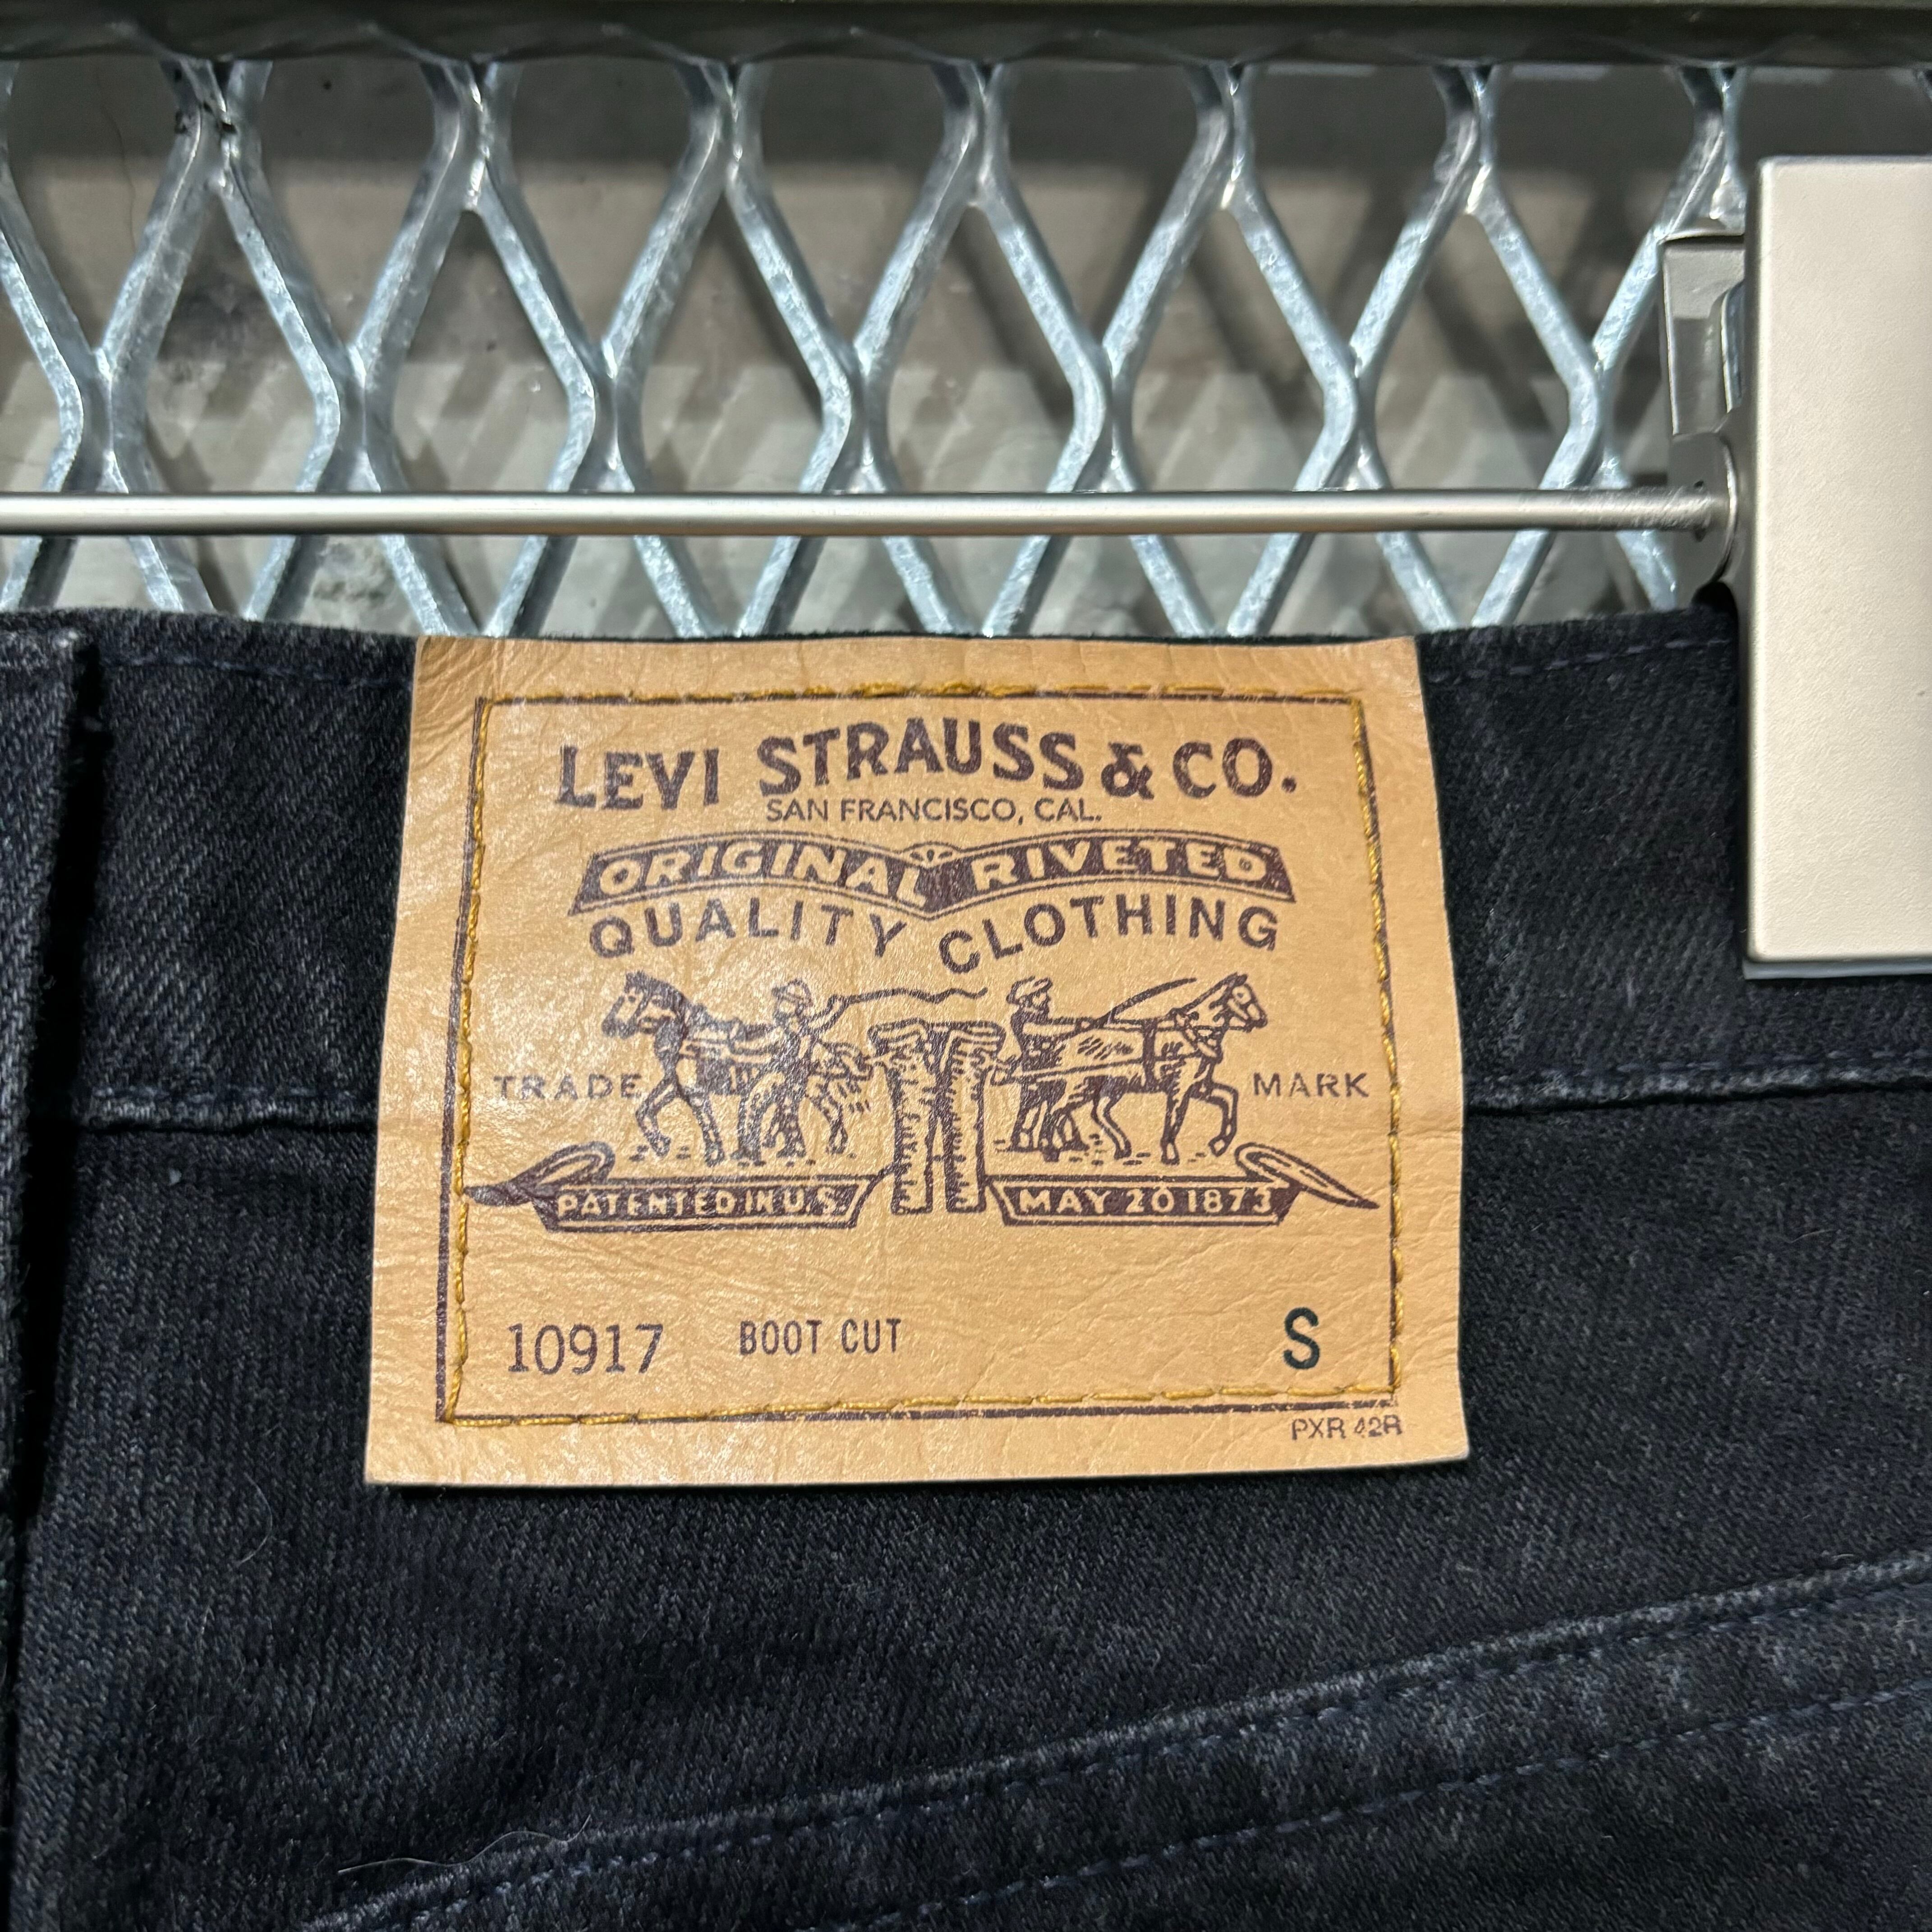 LEVI STRAUSS & CO.
SAN FRANCISCO, CAL.
ORIGINAL RIVETED
QUALITY CLOTHING
TRADE MARK
PATENTED IN U.S. MAY 20 1873
10917 BOOT CUT S
PXR 42R